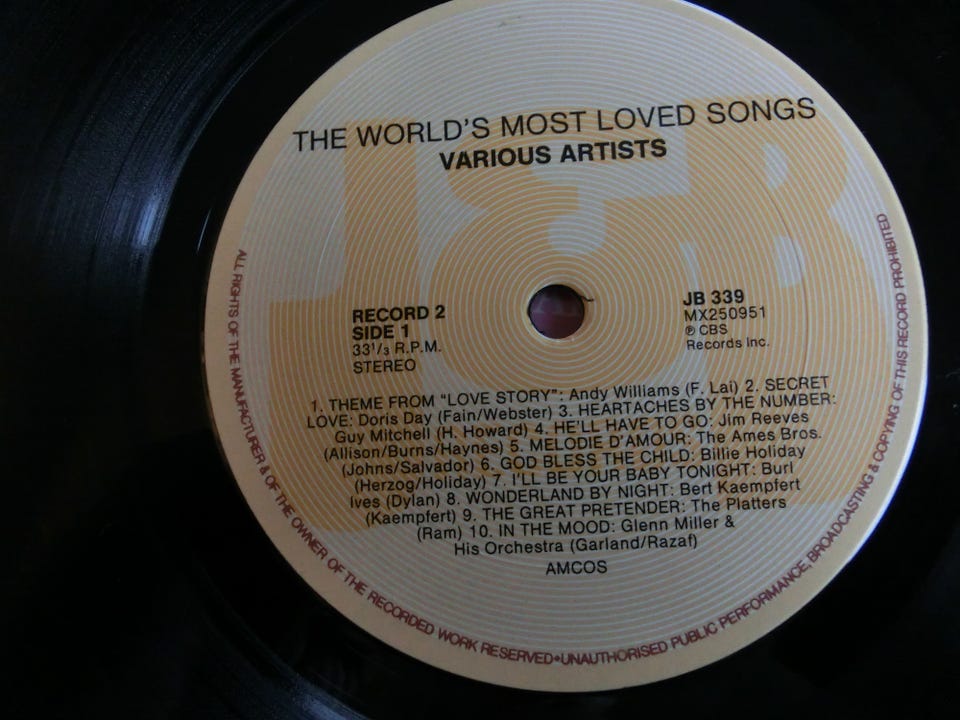 THE WORLD'S MOST LOVED SONGS
VARIOUS ARTISTS
J&B
RECORD 2
SIDE 1
33 1/3 R.P.M.
STEREO
JB 339
MX250951
℗ CBS
Records Inc.
1. THEME FROM "LOVE STORY": Andy Williams (F. Lai) 2. SECRET
LOVE: Doris Day (Fain/Webster) 3. HEARTACHES BY THE NUMBER:
Guy Mitchell (H. Howard) 4. HE'LL HAVE TO GO: Jim Reeves
(Allison/Burns/Haynes) 5. MELODIE D'AMOUR: The Ames Bros.
(Johns/Salvador) 6. GOD BLESS THE CHILD: Billie Holiday
(Herzog/Holiday) 7. I'LL BE YOUR BABY TONIGHT: Burl
Ives (Dylan) 8. WONDERLAND BY NIGHT: Bert Kaempfert
(Kaempfert) 9. THE GREAT PRETENDER: The Platters
(Ram) 10. IN THE MOOD: Glenn Miller &
His Orchestra (Garland/Razaf)
AMCOS
ALL RIGHTS OF THE MANUFACTURER & OF THE OWNER OF THE RECORDED WORK RESERVED•UNAUTHORISED PUBLIC PERFORMANCE, BROADCASTING & COPYING OF THIS RECORD PROHIBITED